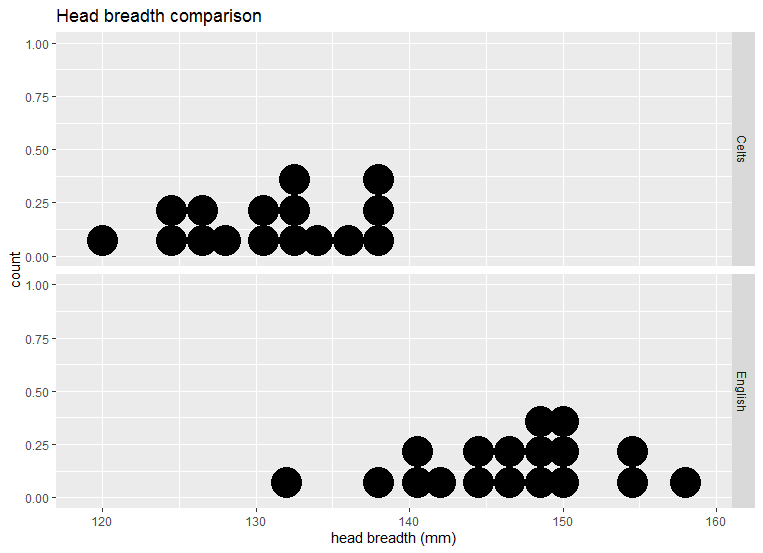 Head breadth comparison
1.00
0.75
0.50
0.25
0.00
Celts
count
1.00
0.75
0.50
0.25
0.00
English
120 130 140 150 160
head breadth (mm)